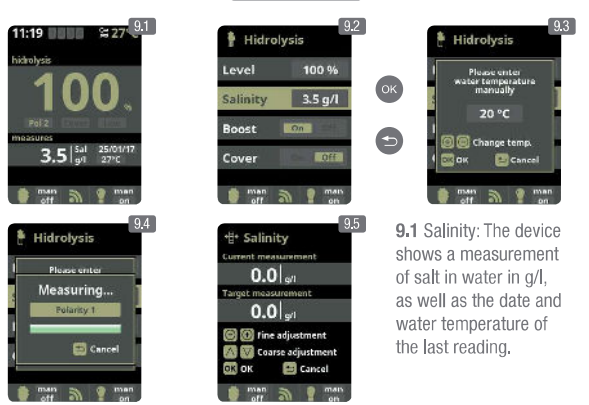 9.1
11:19
27°
hidrolysis
100 %
Pol 2
measures
3.5 Sal g/l 25/01/17 27°C
man off
man on
9.2
Hidrolysis
Level 100 %
Salinity 3.5 g/l
Boost On Off
Cover On Off
man off
man on
OK
9.3
Hidrolysis
Please enter
water temperature
manually
20 °C
Change temp.
OK OK Cancel
man off
man on
9.4
Hidrolysis
Please enter
Measuring...
Polarity 1
Cancel
man off
man on
9.5
Salinity
Current measurement
0.0 g/l
Target measurement
0.0 g/l
Fine adjustment
Coarse adjustment
OK OK Cancel
man off
man on
9.1 Salinity: The device
shows a measurement
of salt in water in g/l,
as well as the date and
water temperature of
the last reading.